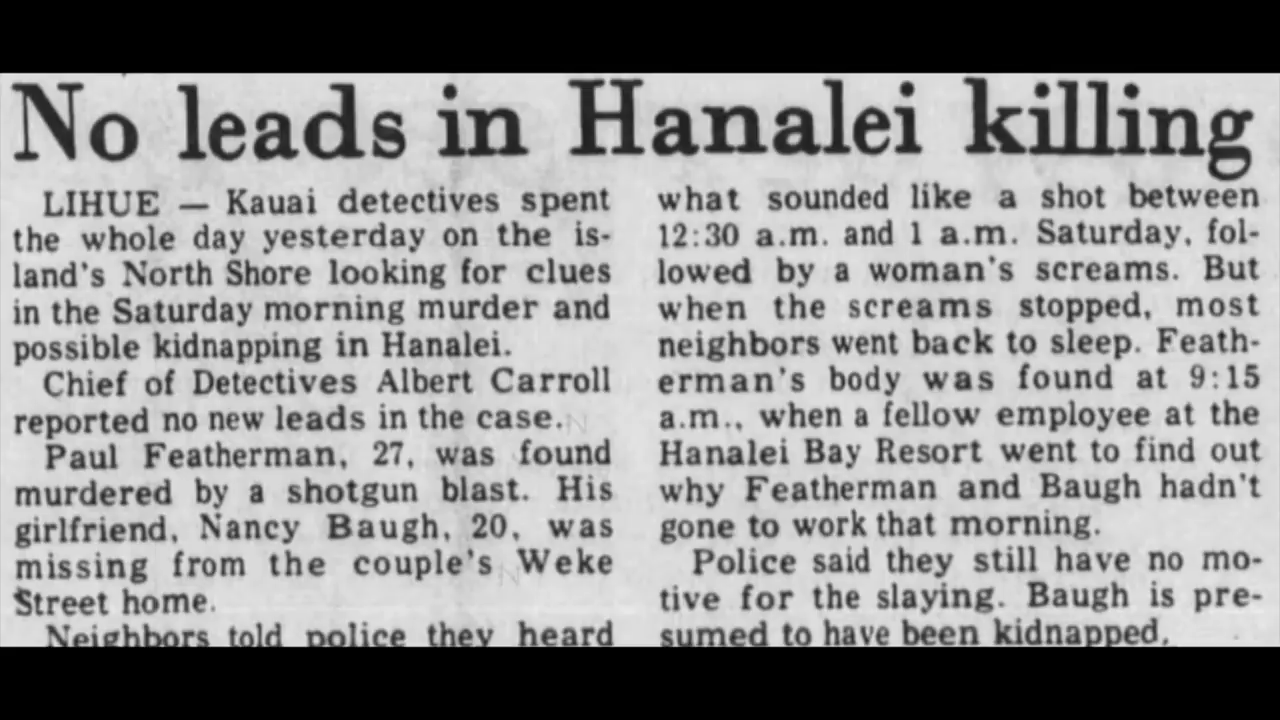 No leads in Hanalei killing
LIHUE — Kauai detectives spent
the whole day yesterday on the is-
land's North Shore looking for clues
in the Saturday morning murder and
possible kidnapping in Hanalei.
Chief of Detectives Albert Carroll
reported no new leads in the case.
Paul Featherman, 27, was found
murdered by a shotgun blast. His
girlfriend, Nancy Baugh, 20, was
missing from the couple's Weke
Street home.
Neighbors told police they heard
what sounded like a shot between
12:30 a.m. and 1 a.m. Saturday, fol-
lowed by a woman's screams. But
when the screams stopped, most
neighbors went back to sleep. Feath-
erman's body was found at 9:15
a.m., when a fellow employee at the
Hanalei Bay Resort went to find out
why Featherman and Baugh hadn't
gone to work that morning.
Police said they still have no mo-
tive for the slaying. Baugh is pre-
sumed to have been kidnapped.